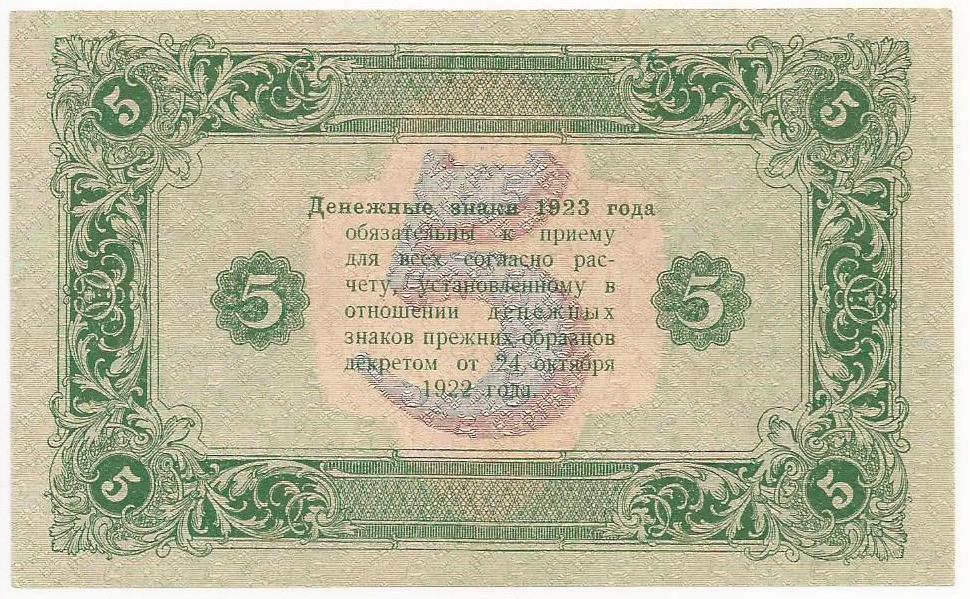 5 5
Денежные знаки 1923 года
обязательны к приему
для всех согласно рас-
чету, установленному в
5 5 5
отношении денежных
знаков прежних образцов
декретом от 24 октября
1922 года
5 5